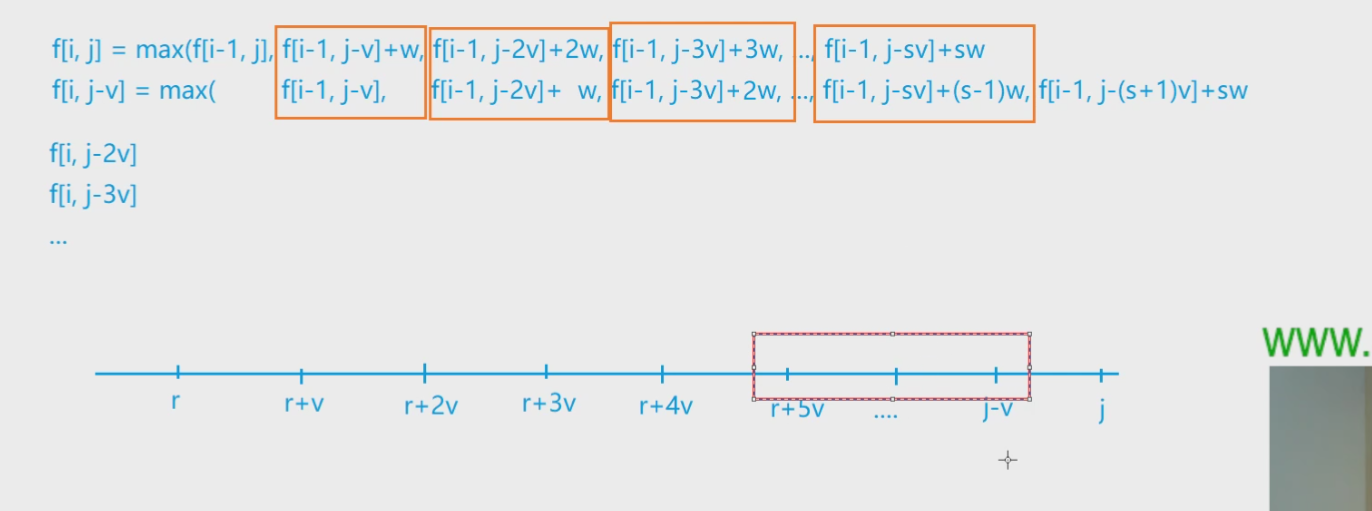 f[i, j] = max(f[i-1, j], f[i-1, j-v]+w, f[i-1, j-2v]+2w, f[i-1, j-3v]+3w, ..., f[i-1, j-sv]+sw
f[i, j-v] = max( f[i-1, j-v], f[i-1, j-2v]+ w, f[i-1, j-3v]+2w, ..., f[i-1, j-sv]+(s-1)w, f[i-1, j-(s+1)v]+sw
f[i, j-2v]
f[i, j-3v]
...
WWW.
r r+v r+2v r+3v r+4v r+5v .... j-v j